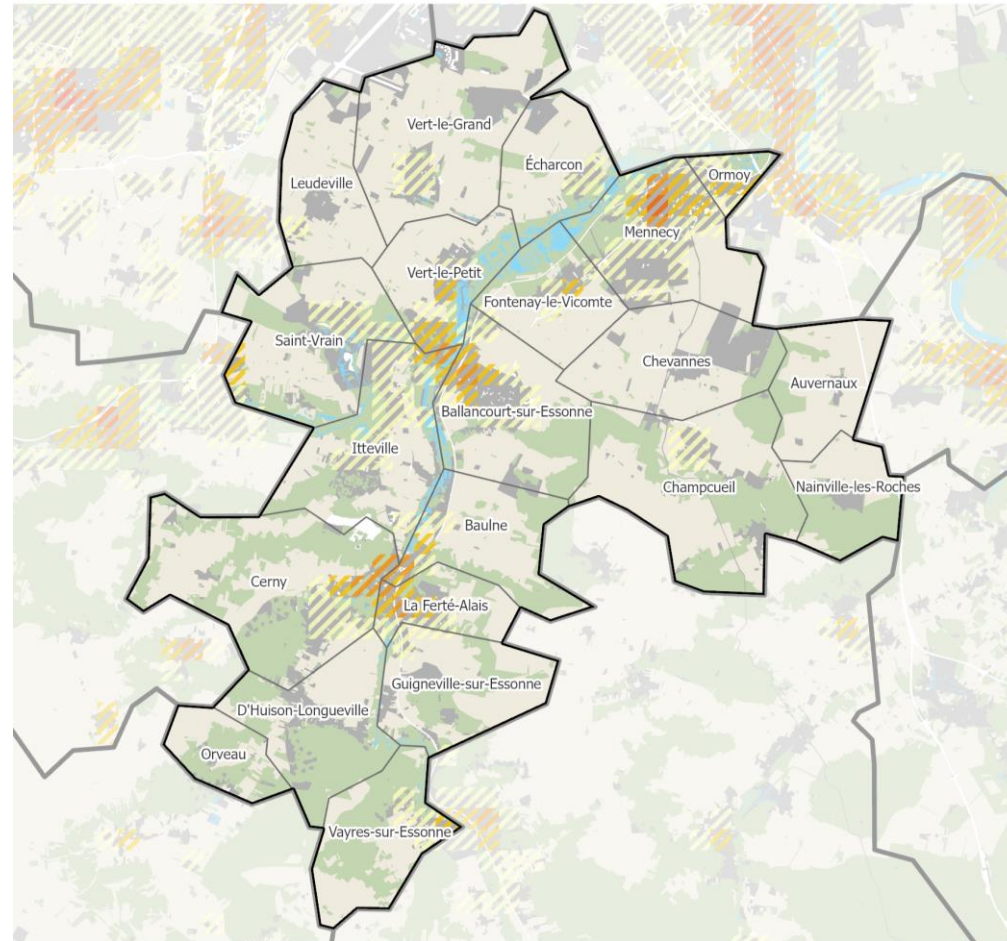 Vert-le-Grand
Écharcon
Ormoy
Leudeville
Mennecy
Vert-le-Petit
Fontenay-le-Vicomte
Saint-Vrain
Chevannes
Auvernaux
Ballancourt-sur-Essonne
Itteville
Champcueil
Nainville-les-Roches
Baulne
Cerny
La Ferté-Alais
Guigneville-sur-Essonne
D'Huison-Longueville
Orveau
Vayres-sur-Essonne